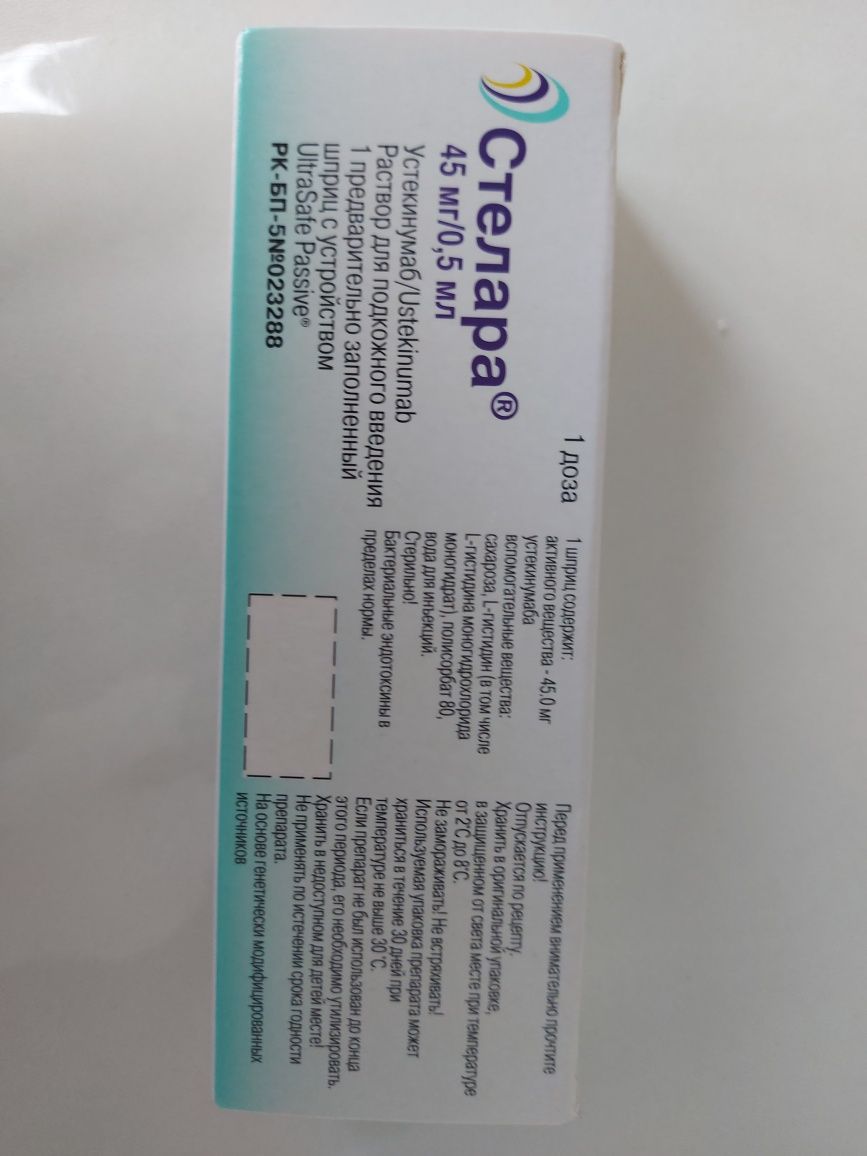 Стелара®
45 мг/0,5 мл
Устекинумаб/Ustekinumab
Раствор для подкожного введения
1 предварительно заполненный
шприц с устройством
UltraSafe Passive®
РК-БП-5№023288
1 доза
1 шприц содержит:
активного вещества - 45.0 мг
устекинумаба
вспомогательные вещества:
сахароза, L-гистидин (в том числе
L-гистидина моногидрохлорида
моногидрат), полисорбат 80,
вода для инъекций.
Стерильно!
Бактериальные эндотоксины в
пределах нормы.
Перед применением внимательно прочтите
инструкцию!
Отпускается по рецепту.
Хранить в оригинальной упаковке,
в защищенном от света месте при температуре
от 2°С до 8°С.
Не замораживать! Не встряхивать!
Используемая упаковка препарата может
храниться в течение 30 дней при
температуре не выше 30°С.
Если препарат не был использован до конца
этого периода, его необходимо утилизировать.
Хранить в недоступном для детей месте!
Не применять по истечении срока годности
препарата.
На основе генетически модифицированных
источников